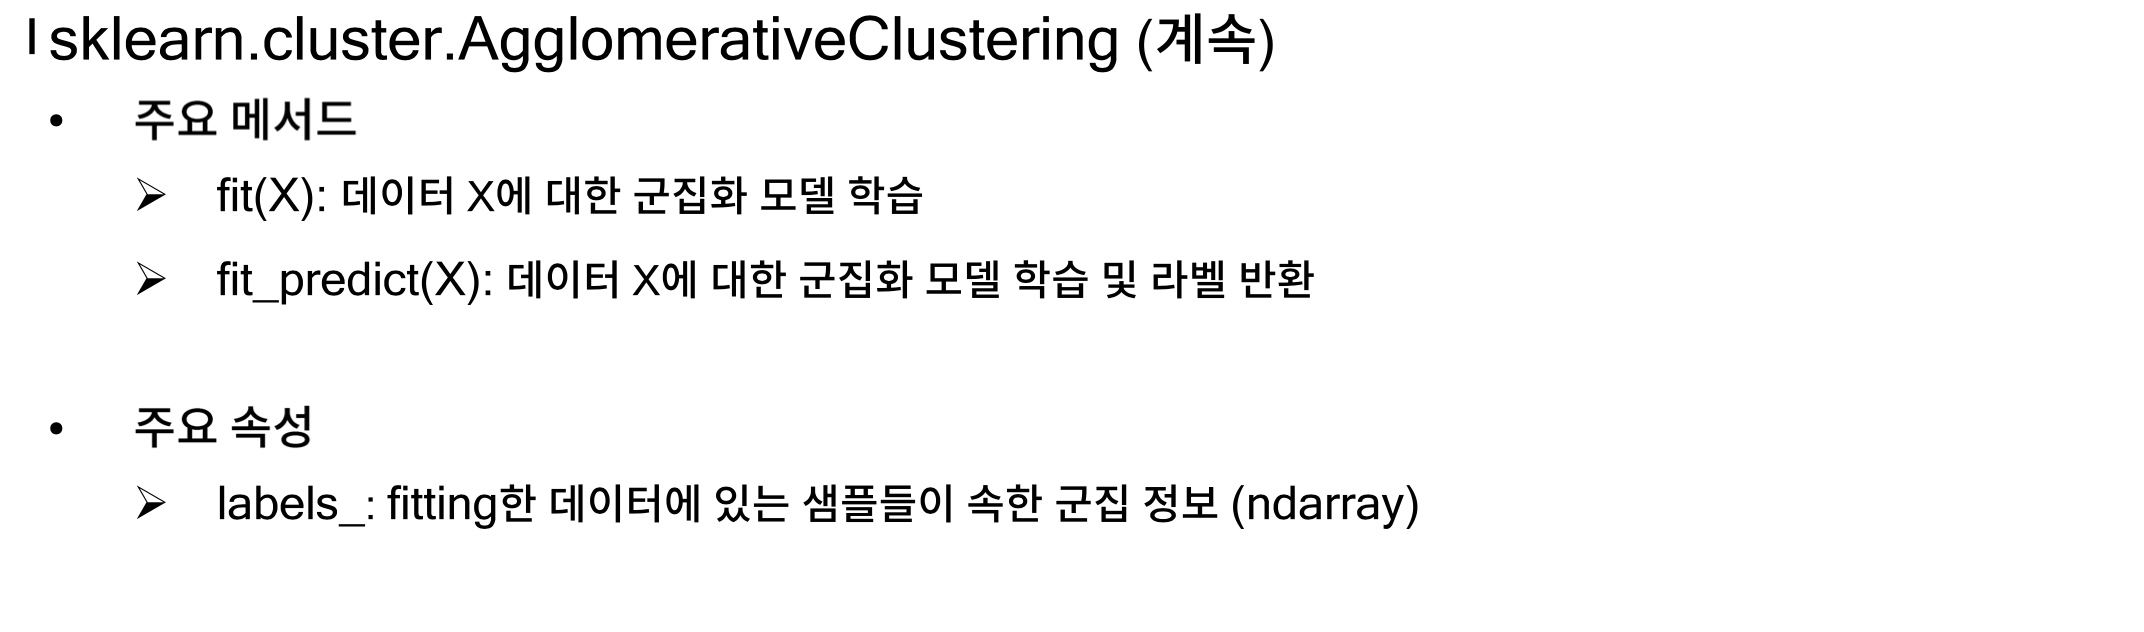 | sklearn.cluster.AgglomerativeClustering (계속)
• 주요 메서드
➢ fit(X): 데이터 X에 대한 군집화 모델 학습
➢ fit_predict(X): 데이터 X에 대한 군집화 모델 학습 및 라벨 반환
• 주요 속성
➢ labels_: fitting한 데이터에 있는 샘플들이 속한 군집 정보 (ndarray)